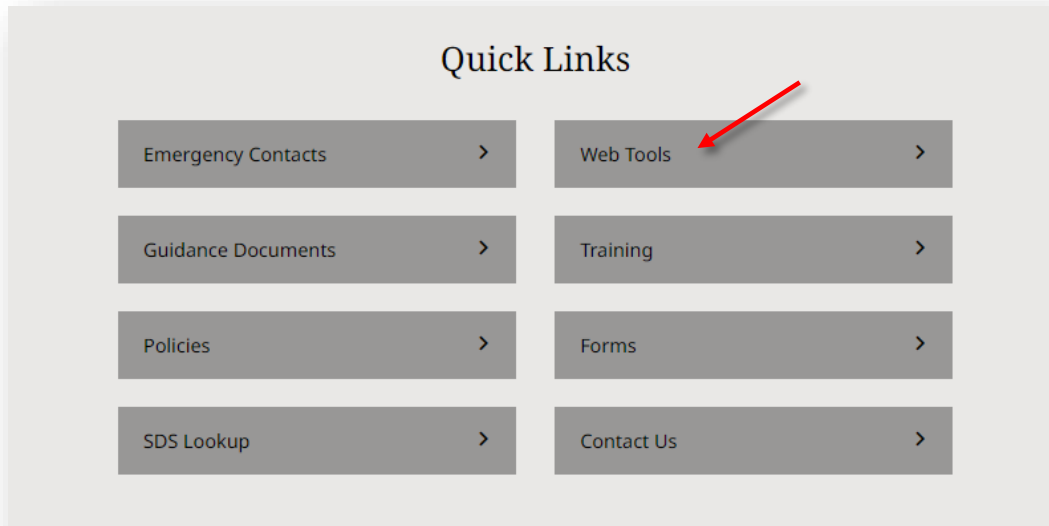 Quick Links
Emergency Contacts
Web Tools
Guidance Documents
Training
Policies
Forms
SDS Lookup
Contact Us